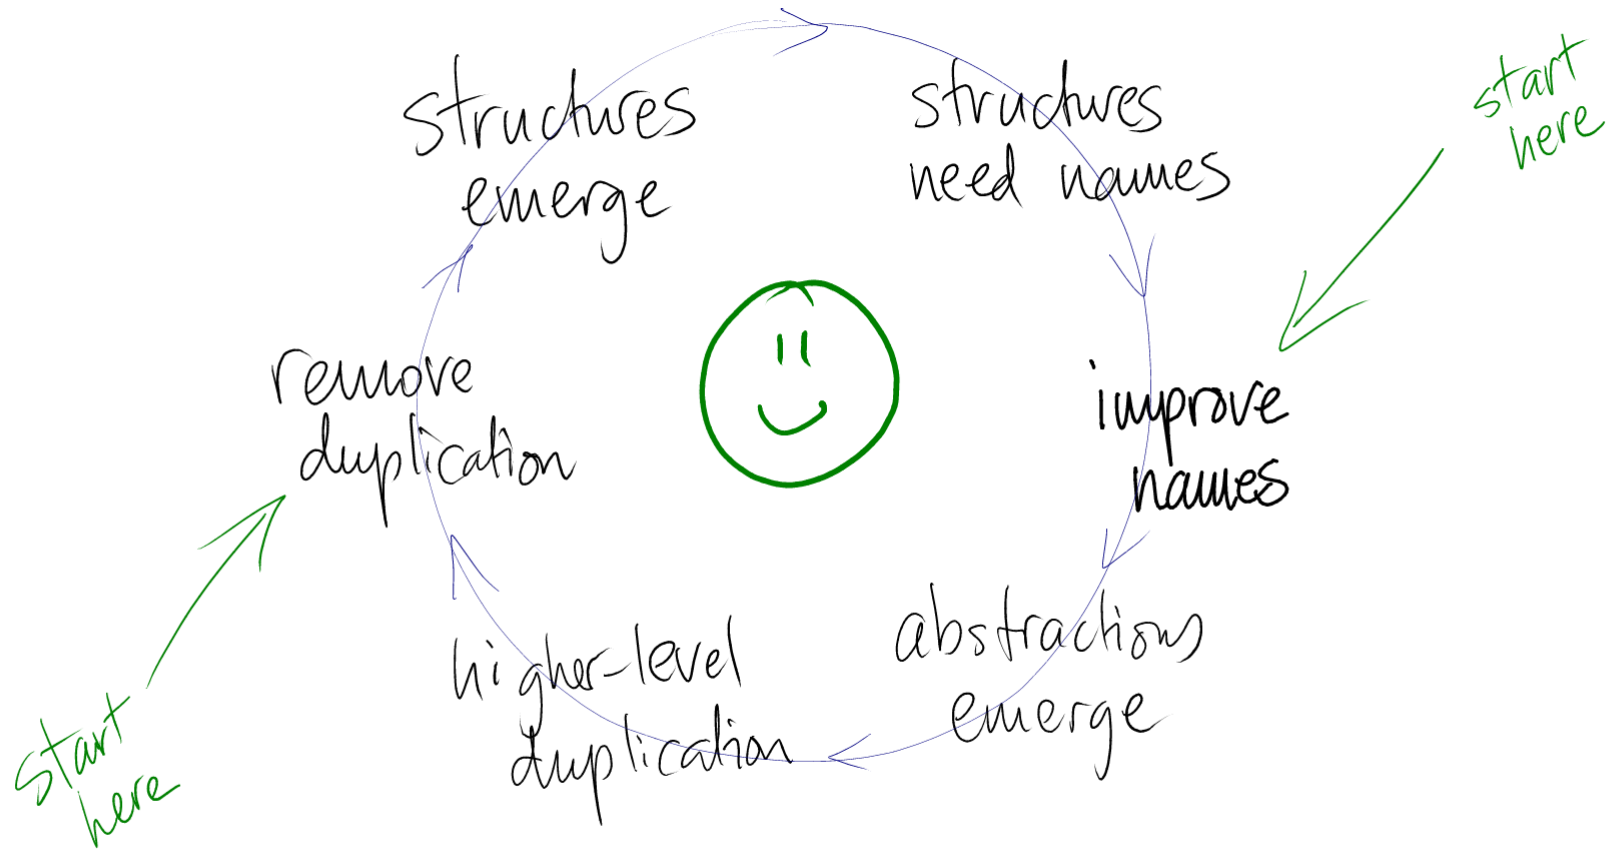 structures
emerge
structures
need names
start
here
improve
names
abstractions
emerge
higher-level
duplication
remove
duplication
start
here